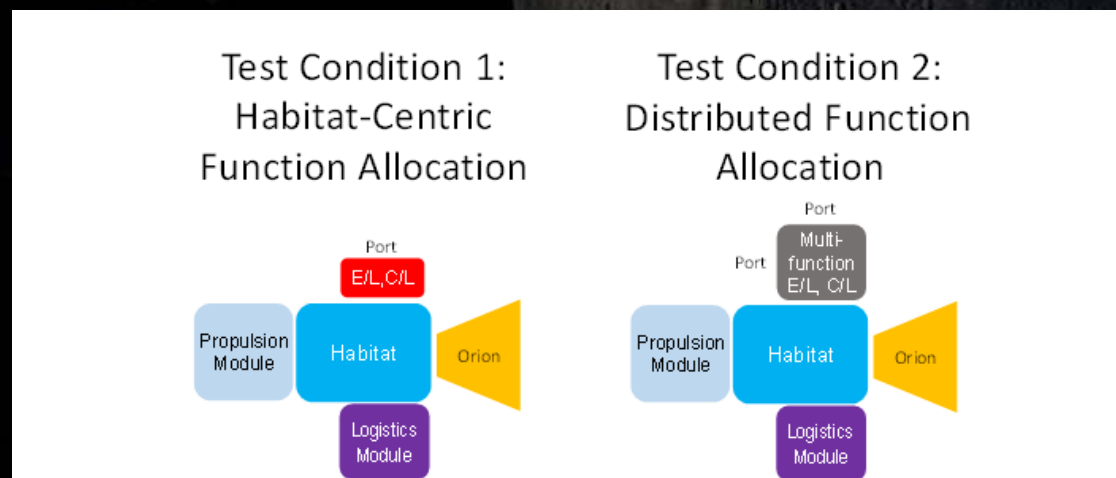 Test Condition 1:
Habitat-Centric
Function Allocation
Port
E/L,C/L
Propulsion
Module
Habitat
Orion
Logistics
Module
Test Condition 2:
Distributed Function
Allocation
Port
Port
Multi-
function
E/L, C/L
Propulsion
Module
Habitat
Orion
Logistics
Module